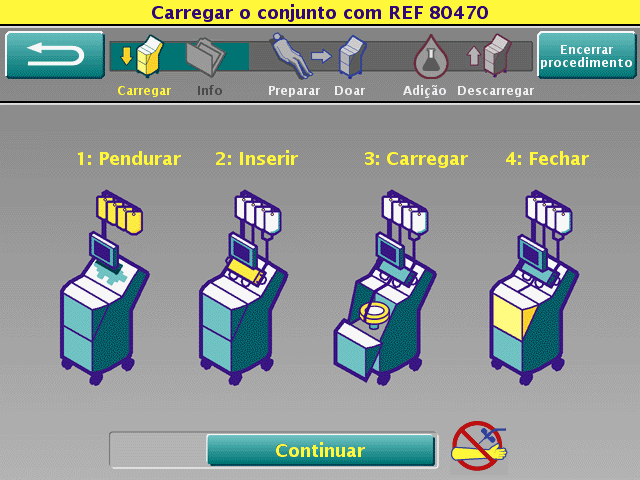 Carregar o conjunto com REF 80470
Carregar
Info
Preparar
Doar
Adição
Descarregar
Encerrar
procedimento
1: Pendurar
2: Inserir
3: Carregar
4: Fechar
Continuar